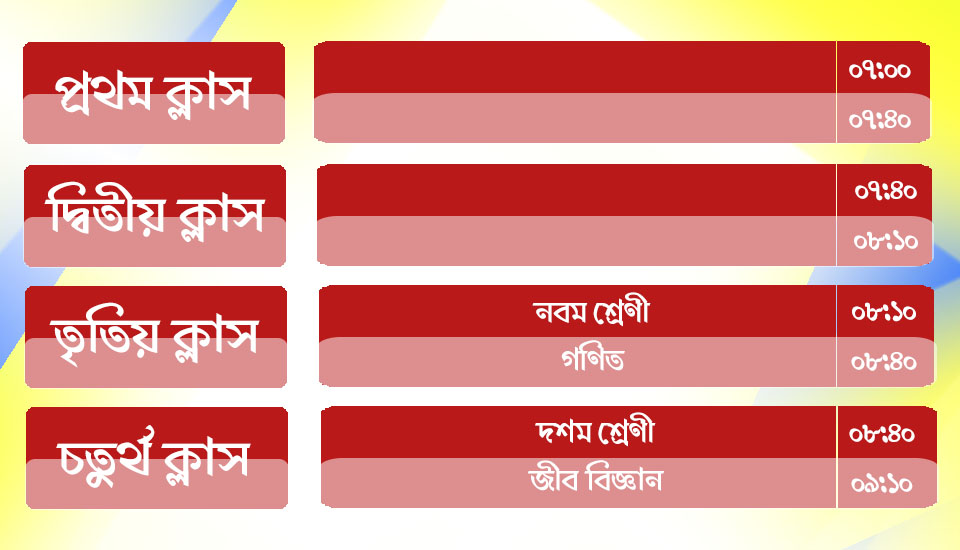 প্রথম ক্লাস
০৭:০০
০৭:৪০
দ্বিতীয় ক্লাস
০৭:৪০
০৮:১০
তৃতিয় ক্লাস
নবম শ্রেণী
০৮:১০
গণিত
০৮:৪০
চতুর্থ ক্লাস
দশম শ্রেণী
০৮:৪০
জীব বিজ্ঞান
০৯:১০